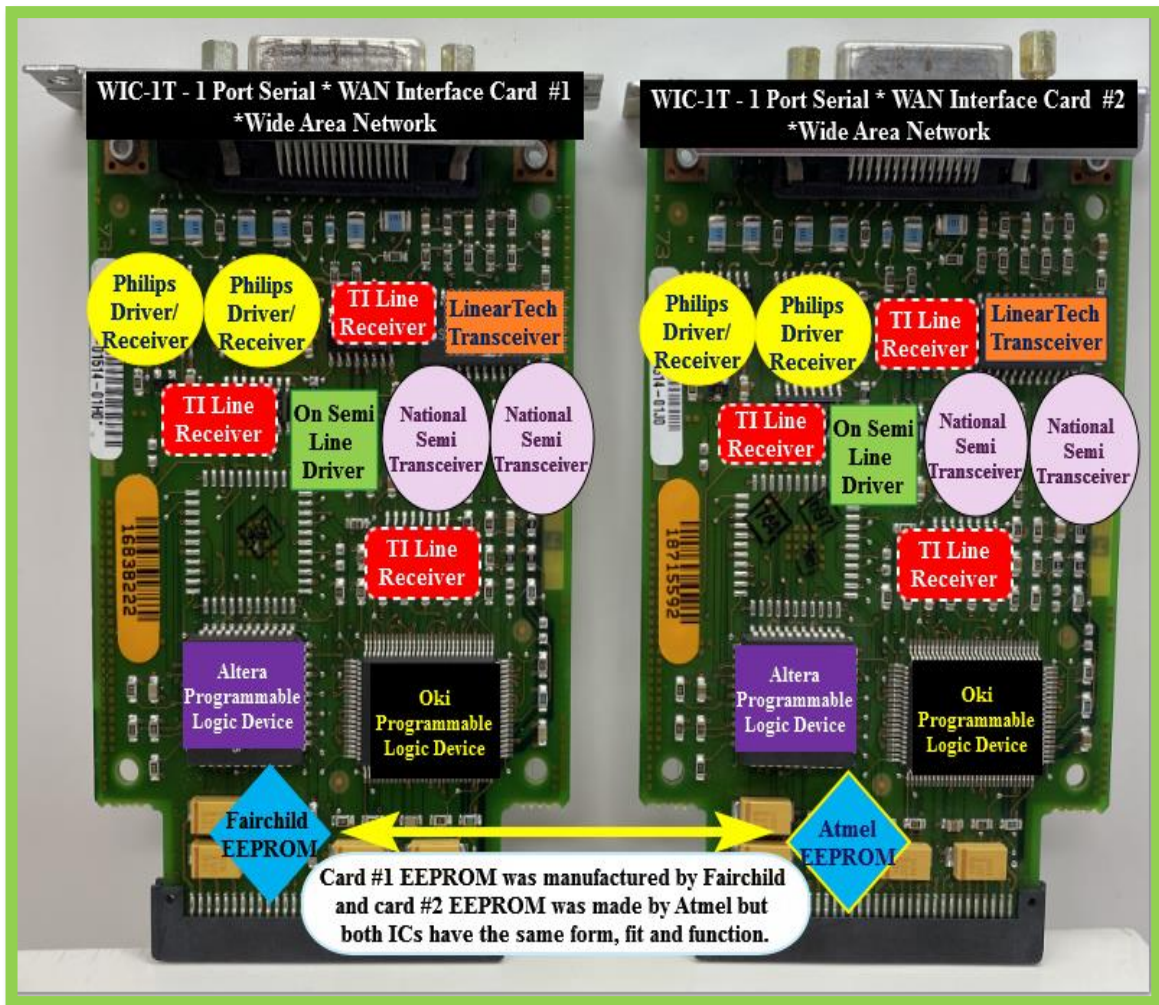 WIC-1T - 1 Port Serial * WAN Interface Card  #1
*Wide Area Network
WIC-1T - 1 Port Serial * WAN Interface Card  #2
*Wide Area Network
73
Philips
Driver/
Receiver
Philips
Driver/
Receiver
TI Line
Receiver
LinearTech
Transceiver
TI Line
Receiver
On Semi
Line
Driver
National
Semi
Transceiver
National
Semi
Transceiver
TI Line
Receiver
16838222
Altera
Programmable
Logic Device
Oki
Programmable
Logic Device
Fairchild
EEPROM
73
Philips
Driver/
Receiver
Philips
Driver
Receiver
TI Line
Receiver
LinearTech
Transceiver
TI Line
Receiver
On Semi
Line
Driver
National
Semi
Transceiver
National
Semi
Transceiver
TI Line
Receiver
18715592
Altera
Programmable
Logic Device
Oki
Programmable
Logic Device
Atmel
EEPROM
Card #1 EEPROM was manufactured by Fairchild
and card #2 EEPROM was made by Atmel but
both ICs have the same form, fit and function.